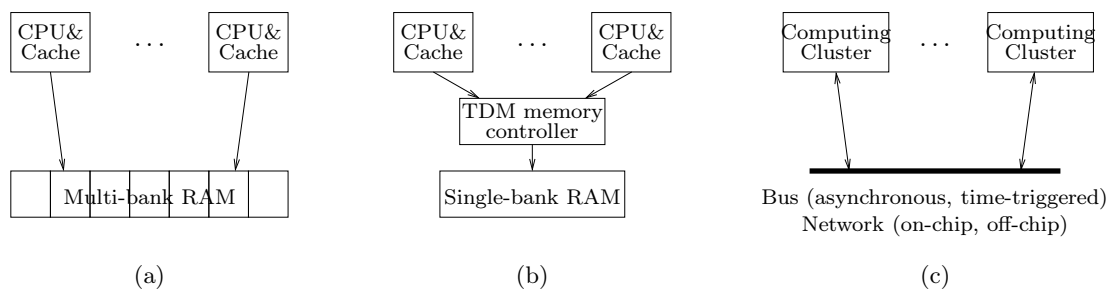 CPU&
Cache
. . .
CPU&
Cache
Multi-bank RAM
(a)
CPU&
Cache
. . .
CPU&
Cache
TDM memory
controller
Single-bank RAM
(b)
Computing
Cluster
. . .
Computing
Cluster
Bus (asynchronous, time-triggered)
Network (on-chip, off-chip)
(c)